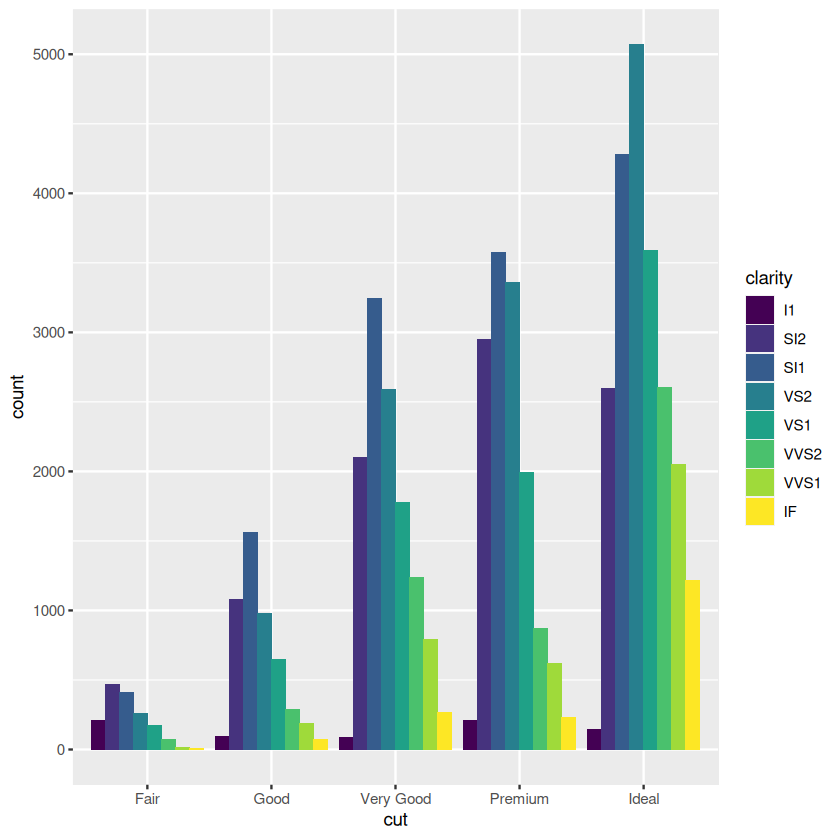 5000
4000
3000
2000
1000
0
count
Fair
Good
Very Good
Premium
Ideal
cut
clarity
I1
SI2
SI1
VS2
VS1
VVS2
VVS1
IF